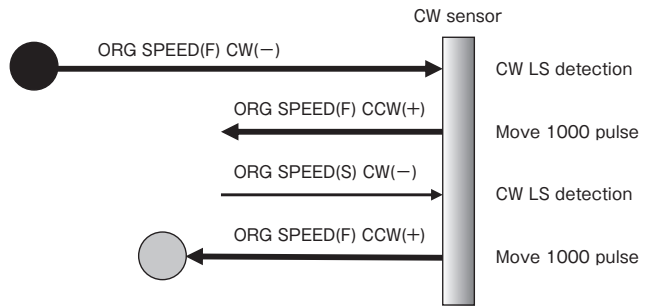 CW sensor
ORG SPEED(F) CW(−)
CW LS detection
ORG SPEED(F) CCW(+)
Move 1000 pulse
ORG SPEED(S) CW(−)
CW LS detection
ORG SPEED(F) CCW(+)
Move 1000 pulse